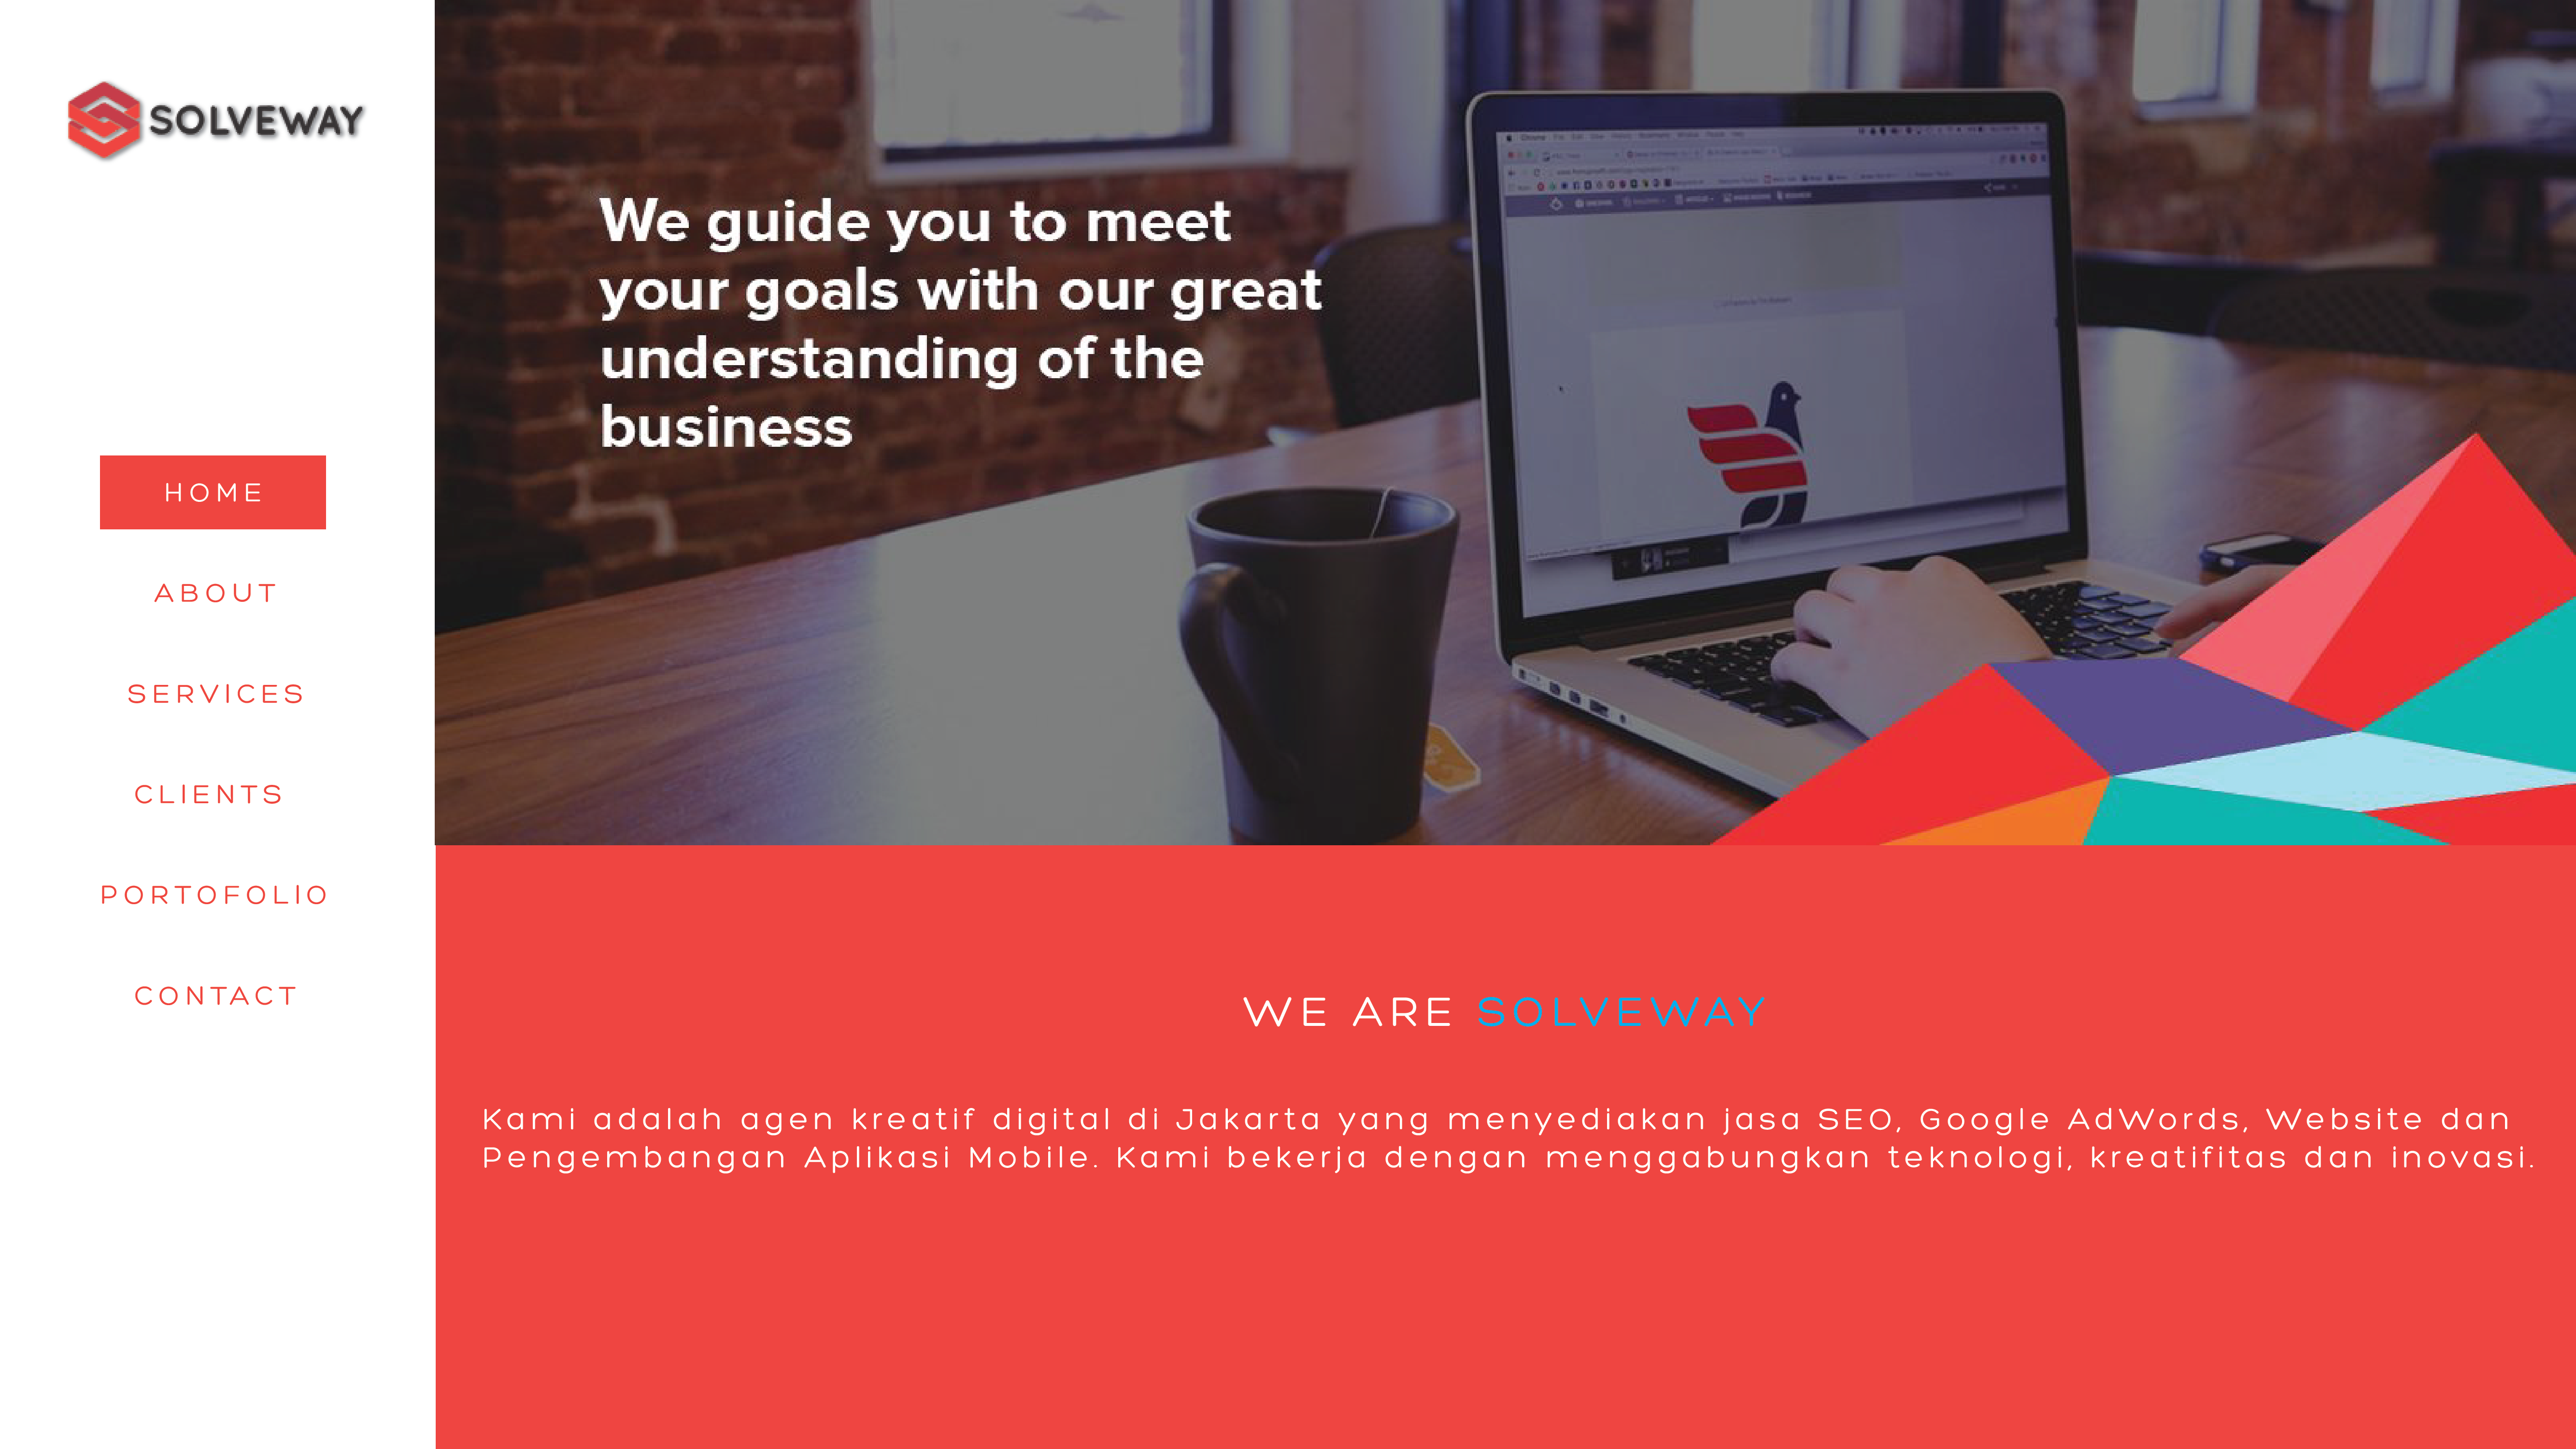 SOLVEWAY
HOME
ABOUT
SERVICES
CLIENTS
PORTOFOLIO
CONTACT
We guide you to meet
your goals with our great
understanding of the
business
WE ARE SOLVEWAY
Kami adalah agen kreatif digital di Jakarta yang menyediakan jasa SEO, Google AdWords, Website dan
Pengembangan Aplikasi Mobile. Kami bekerja dengan menggabungkan teknologi, kreatifitas dan inovasi.